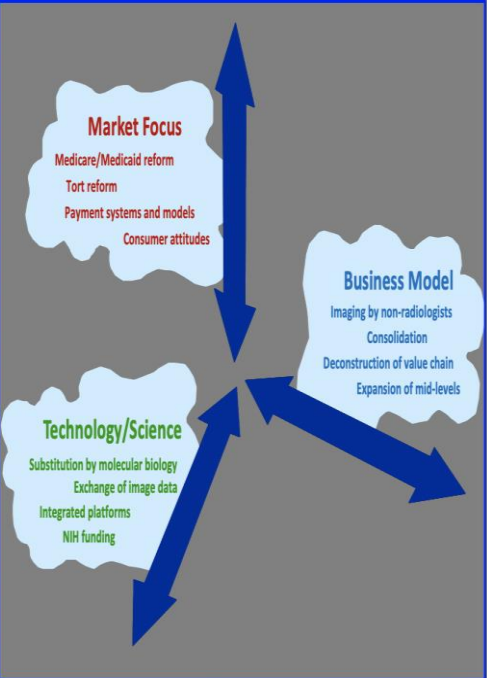 Market Focus
Medicare/Medicaid reform
Tort reform
Payment systems and models
Consumer attitudes
Business Model
Imaging by non-radiologists
Consolidation
Deconstruction of value chain
Expansion of mid-levels
Technology/Science
Substitution by molecular biology
Exchange of image data
Integrated platforms
NIH funding